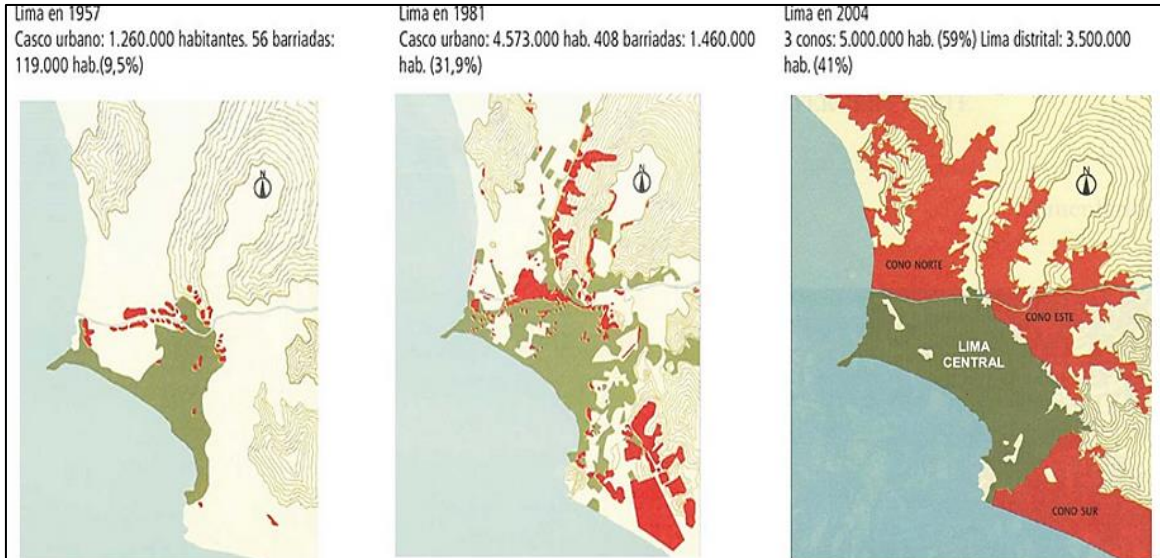 Lima en 1957
Casco urbano: 1.260.000 habitantes. 56 barriadas:
119.000 hab.(9,5%)
Lima en 1981
Casco urbano: 4.573.000 hab. 408 barriadas: 1.460.000
hab. (31,9%)
Lima en 2004
3 conos: 5.000.000 hab. (59%) Lima distrital: 3.500.000
hab. (41%)
CONO NORTE
CONO ESTE
LIMA
CENTRAL
CONO SUR